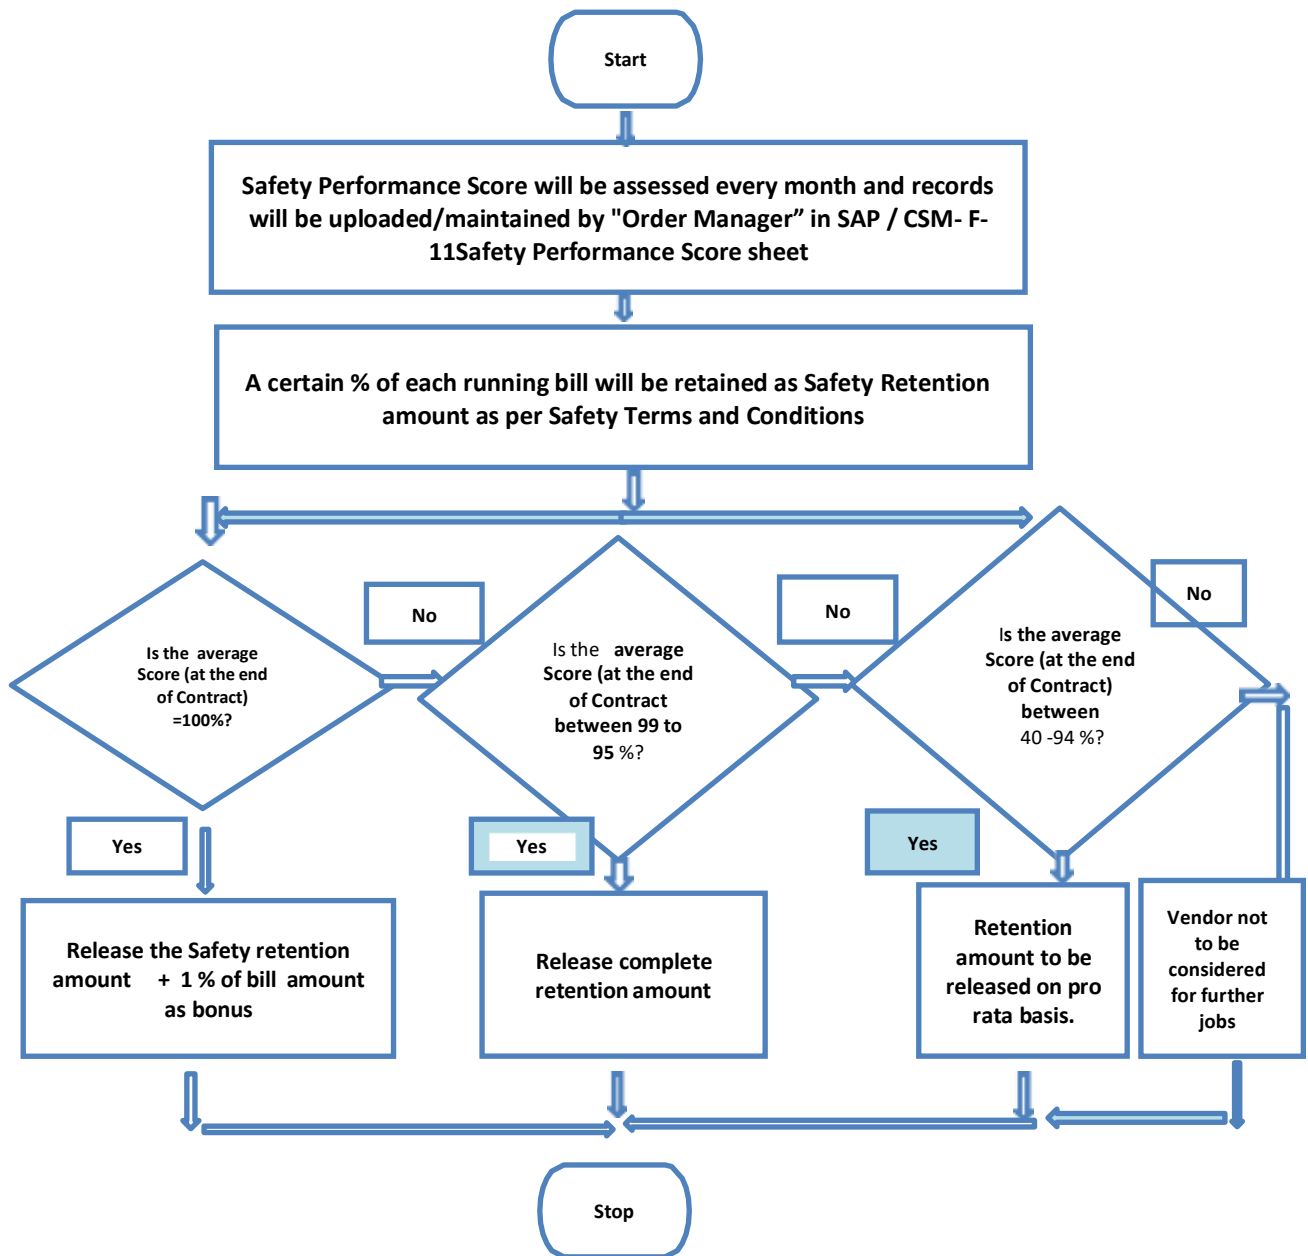 Start
Safety Performance Score will be assessed every month and records
will be uploaded/maintained by "Order Manager” in SAP / CSM- F-
11Safety Performance Score sheet
A certain % of each running bill will be retained as Safety Retention
amount as per Safety Terms and Conditions
Is the average
Score (at the end
of Contract)
=100%?
No
Is the average
Score (at the end
of Contract
between 99 to
95 %?
No
Is the average
Score (at the end
of Contract)
between
40 -94 %?
No
Yes
Yes
Yes
Release the Safety retention
amount + 1 % of bill amount
as bonus
Release complete
retention amount
Retention
amount to be
released on pro
rata basis.
Vendor not
to be
considered
for further
jobs
Stop